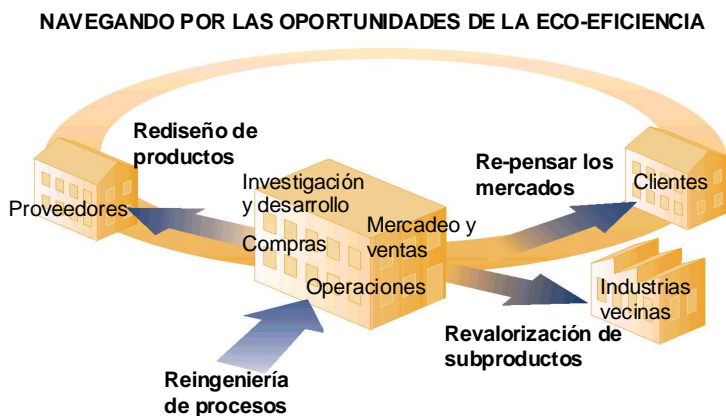 NAVEGANDO POR LAS OPORTUNIDADES DE LA ECO-EFICIENCIA
Rediseño de
productos
Proveedores
Investigación
y desarrollo
Compras
Mercadeo y
ventas
Operaciones
Re-pensar los
mercados
Clientes
Industrias
vecinas
Revalorización de
subproductos
Reingeniería
de procesos